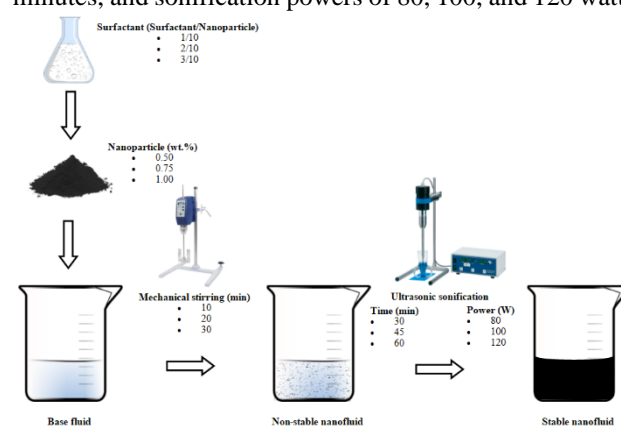 minutes, and sonification powers of 80, 100, and 120 watt
Surfactant (Surfactant/Nanoparticle)
• 1/10
• 2/10
• 3/10
Nanoparticle (wt.%)
• 0.50
• 0.75
• 1.00
Mechanical stirring (min)
• 10
• 20
• 30
Ultrasonic sonification
Time (min)
• 30
• 45
• 60
Power (W)
• 80
• 100
• 120
Base fluid
Non-stable nanofluid
Stable nanofluid